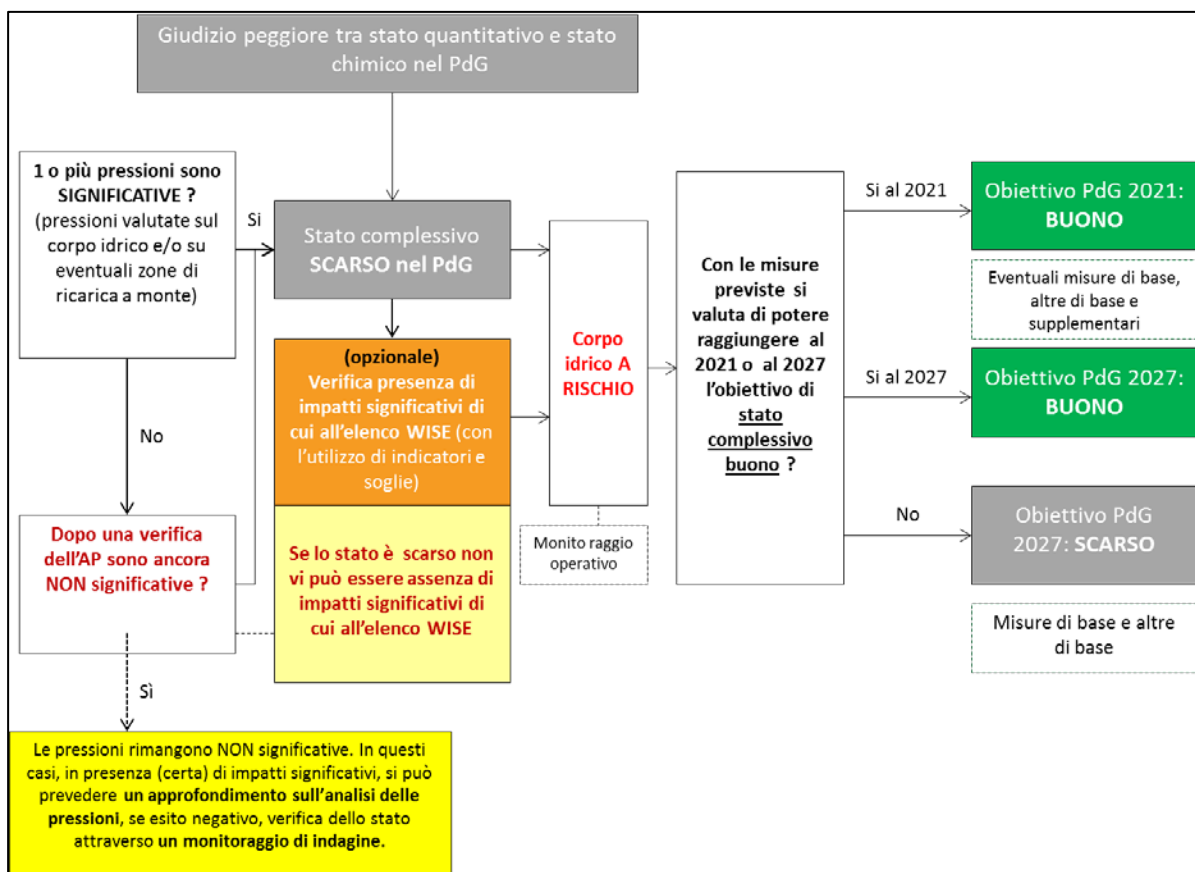 Giudizio peggiore tra stato quantitativo e stato
chimico nel PdG
1 o più pressioni sono
SIGNIFICATIVE ?
(pressioni valutate sul
corpo idrico e/o su
eventuali zone di
ricarica a monte)
Si
Stato complessivo
SCARSO nel PdG
(opzionale)
Verifica presenza di
impatti significativi di
cui all'elenco WISE (con
l'utilizzo di indicatori e
soglie)
Se lo stato è scarso non
vi può essere assenza di
impatti significativi di
cui all'elenco WISE
No
Dopo una verifica
dell'AP sono ancora
NON significative ?
Sì
Le pressioni rimangono NON significative. In questi
casi, in presenza (certa) di impatti significativi, si può
prevedere un approfondimento sull'analisi delle
pressioni, se esito negativo, verifica dello stato
attraverso un monitoraggio di indagine.
Corpo
idrico A
RISCHIO
Monito raggio
operativo
Con le misure
previste si
valuta di potere
raggiungere al
2021 o al 2027
l'obiettivo di
stato
complessivo
buono ?
Si al 2021
Obiettivo PdG 2021:
BUONO
Eventuali misure di base,
altre di base e
supplementari
Si al 2027
Obiettivo PdG 2027:
BUONO
No
Obiettivo PdG
2027: SCARSO
Misure di base e altre
di base